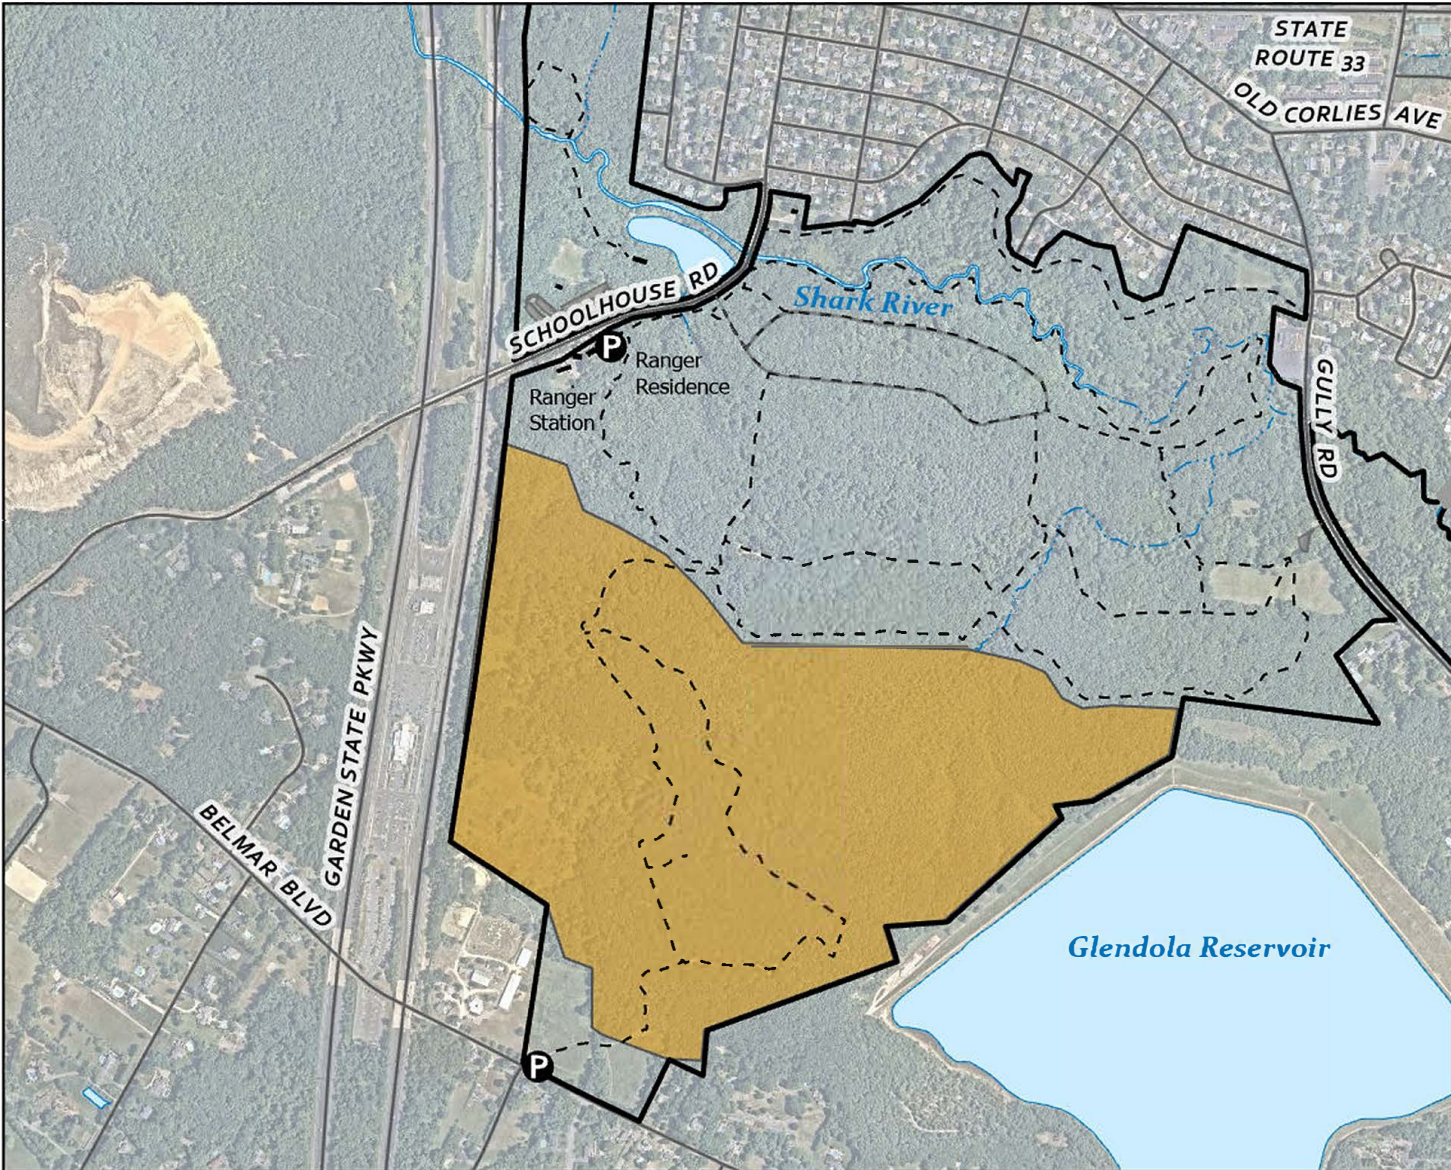 STATE
ROUTE 33
OLD CORLIES AVE
SCHOOLHOUSE RD
Shark River
P
Ranger
Residence
Ranger
Station
GULLY RD
GARDEN STATE PKWY
BELMAR BLVD
Glendola Reservoir
P